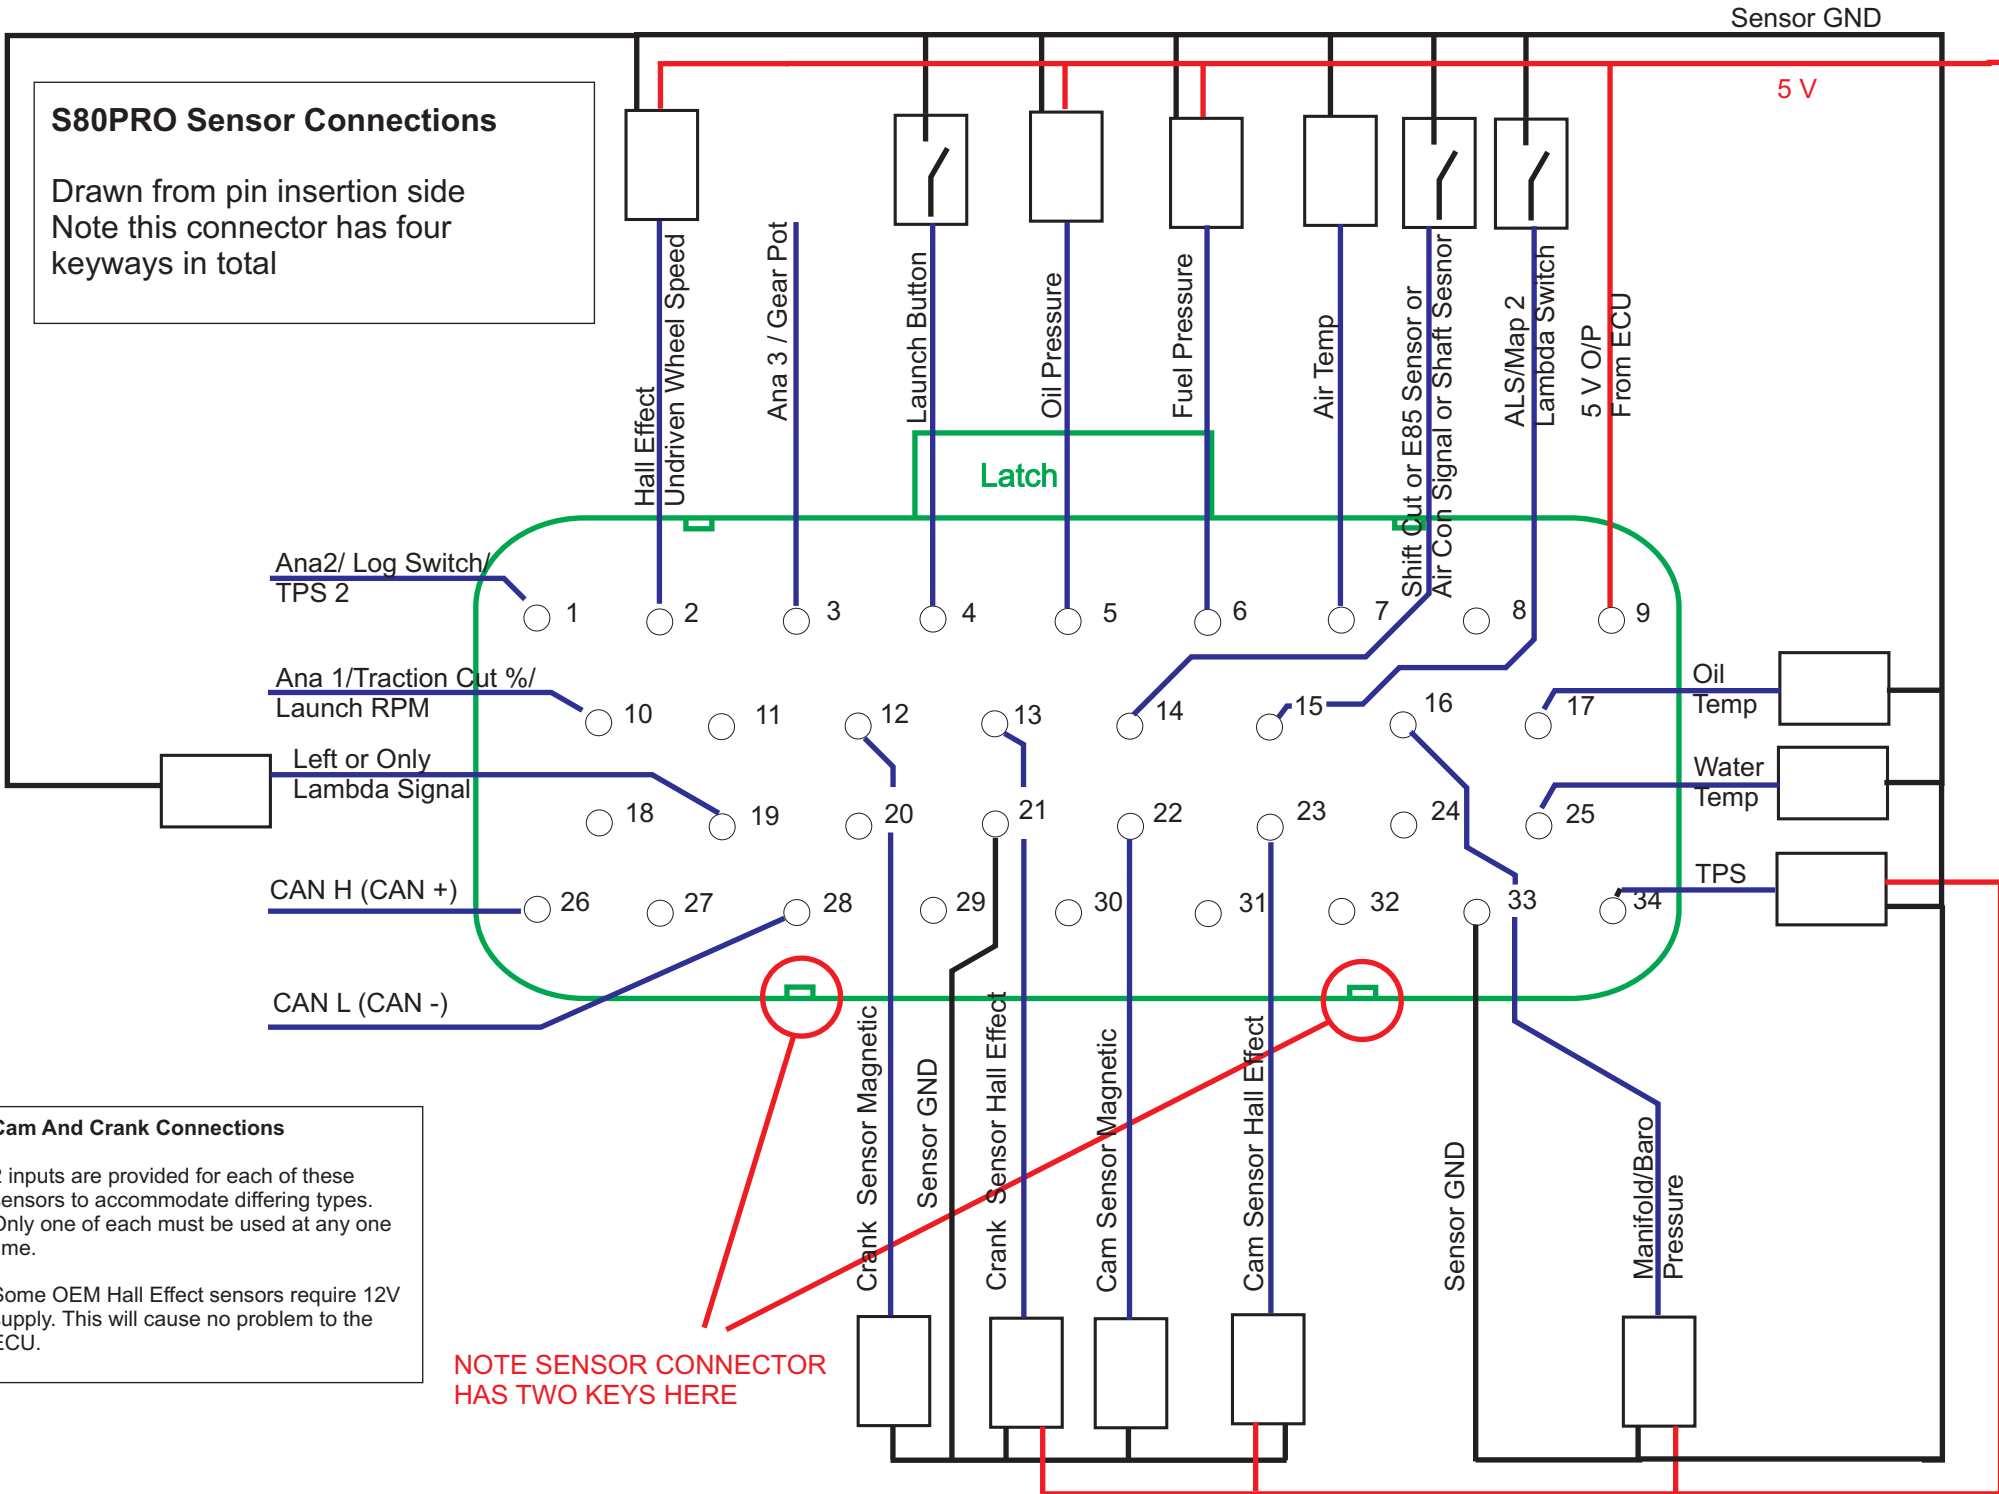 Sensor GND
5 V
S80PRO Sensor Connections
Drawn from pin insertion side
Note this connector has four
keyways in total
Hall Effect
Undriven Wheel Speed
Ana 3 / Gear Pot
Launch Button
Oil Pressure
Fuel Pressure
Air Temp
Shift Cut or E85 Sensor or
Air Con Signal or Shaft Sesnor
ALS/Map 2
Lambda Switch
5 V O/P
From ECU
Latch
Ana2/ Log Switch/
TPS 2
1
2
3
4
5
6
7
8
9
Ana 1/Traction Cut %/
Launch RPM
10
11
12
13
14
15
16
17
Oil
Temp
Left or Only
Lambda Signal
18
19
20
21
22
23
24
25
Water
Temp
CAN H (CAN +)
26
27
28
29
30
31
32
33
34
TPS
CAN L (CAN -)
Crank Sensor Magnetic
Sensor GND
Crank Sensor Hall Effect
Cam Sensor Magnetic
Cam Sensor Hall Effect
Sensor GND
Manifold/Baro
Pressure
Cam And Crank Connections
2 inputs are provided for each of these
sensors to accommodate differing types.
Only one of each must be used at any one
time.
Some OEM Hall Effect sensors require 12V
supply. This will cause no problem to the
ECU.
NOTE SENSOR CONNECTOR
HAS TWO KEYS HERE